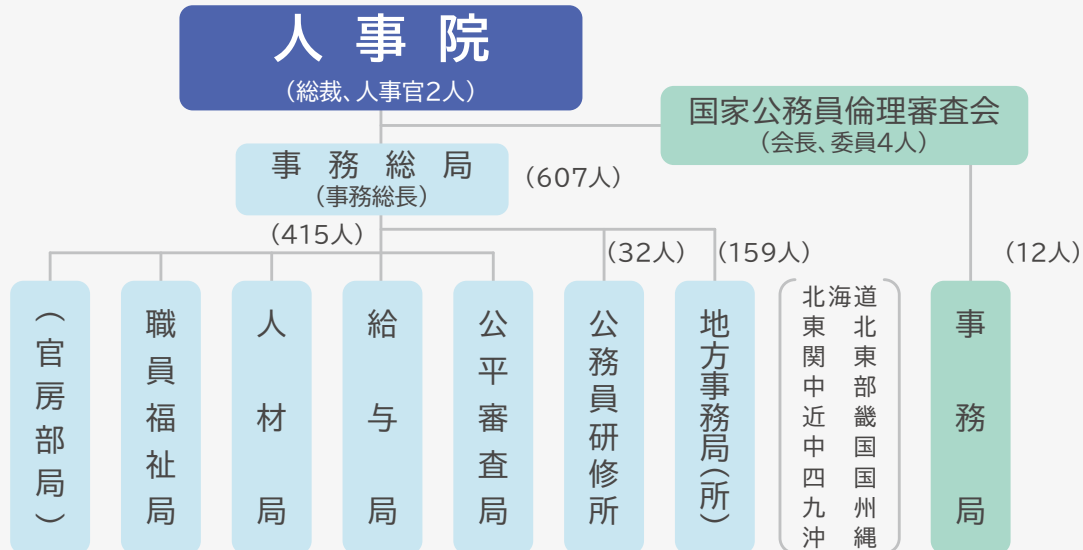 人事院
（総裁、人事官2人）
国家公務員倫理審査会
（会長、委員4人）
事務総局
（事務総長）
（607人）
（415人）
（32人）
（159人）
（12人）
（官房部局）
職員福祉局
人材局
給与局
公平審査局
公務員研修所
地方事務局（所）
北海道
東北
関東
中部
近畿
中国
四国
九州
沖縄
事務局